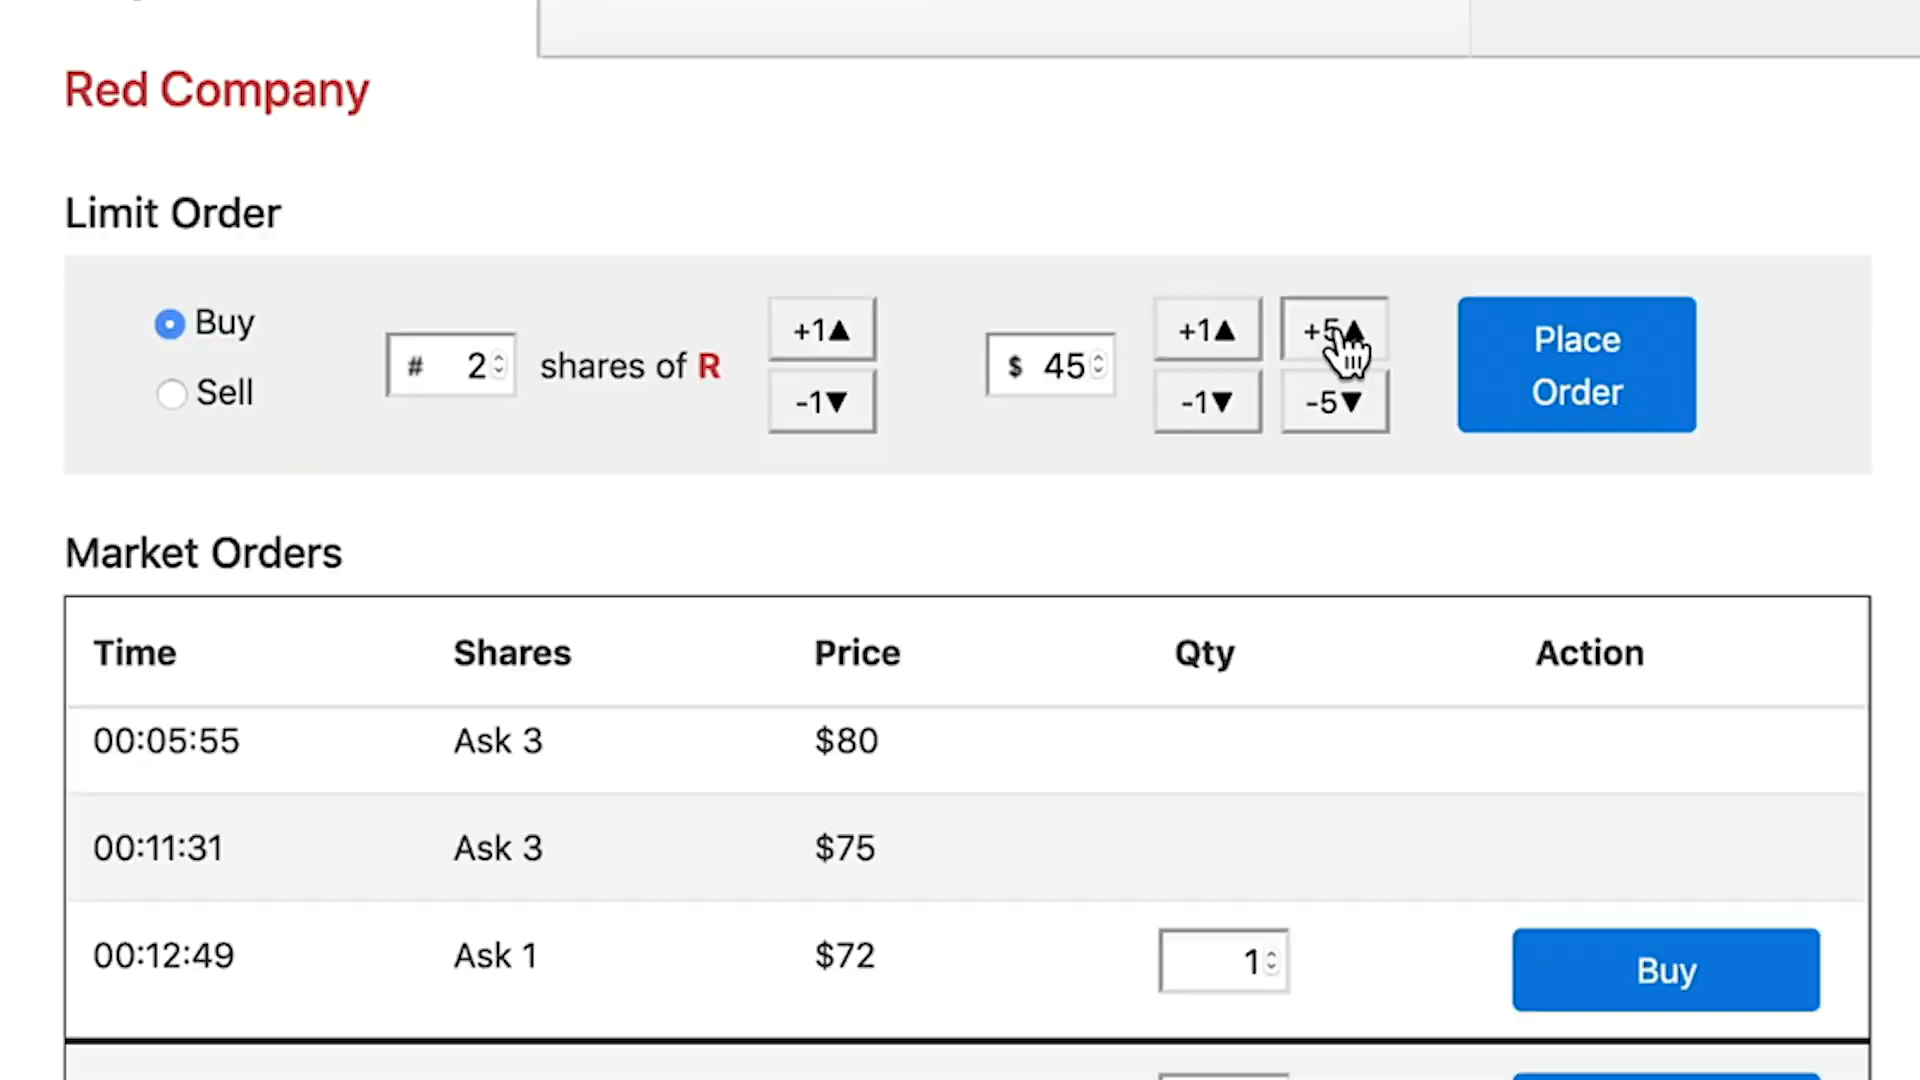 Red Company
Limit Order
Buy
Sell
# 2 shares of R
+1▲
-1▼
$ 45
+1▲ +5▲
-1▼ -5▼
Place
Order
Market Orders
Time Shares Price Qty Action
00:05:55 Ask 3 $80
00:11:31 Ask 3 $75
00:12:49 Ask 1 $72 1 Buy